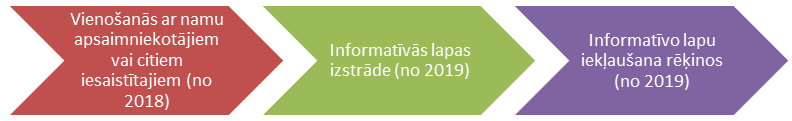 Vienošanās ar namu
apsaimniekotājiem
vai citiem
iesaistītajiem (no
2018)
Informatīvās lapas
izstrāde (no 2019)
Informatīvo lapu
iekļaušana rēķinos
(no 2019)